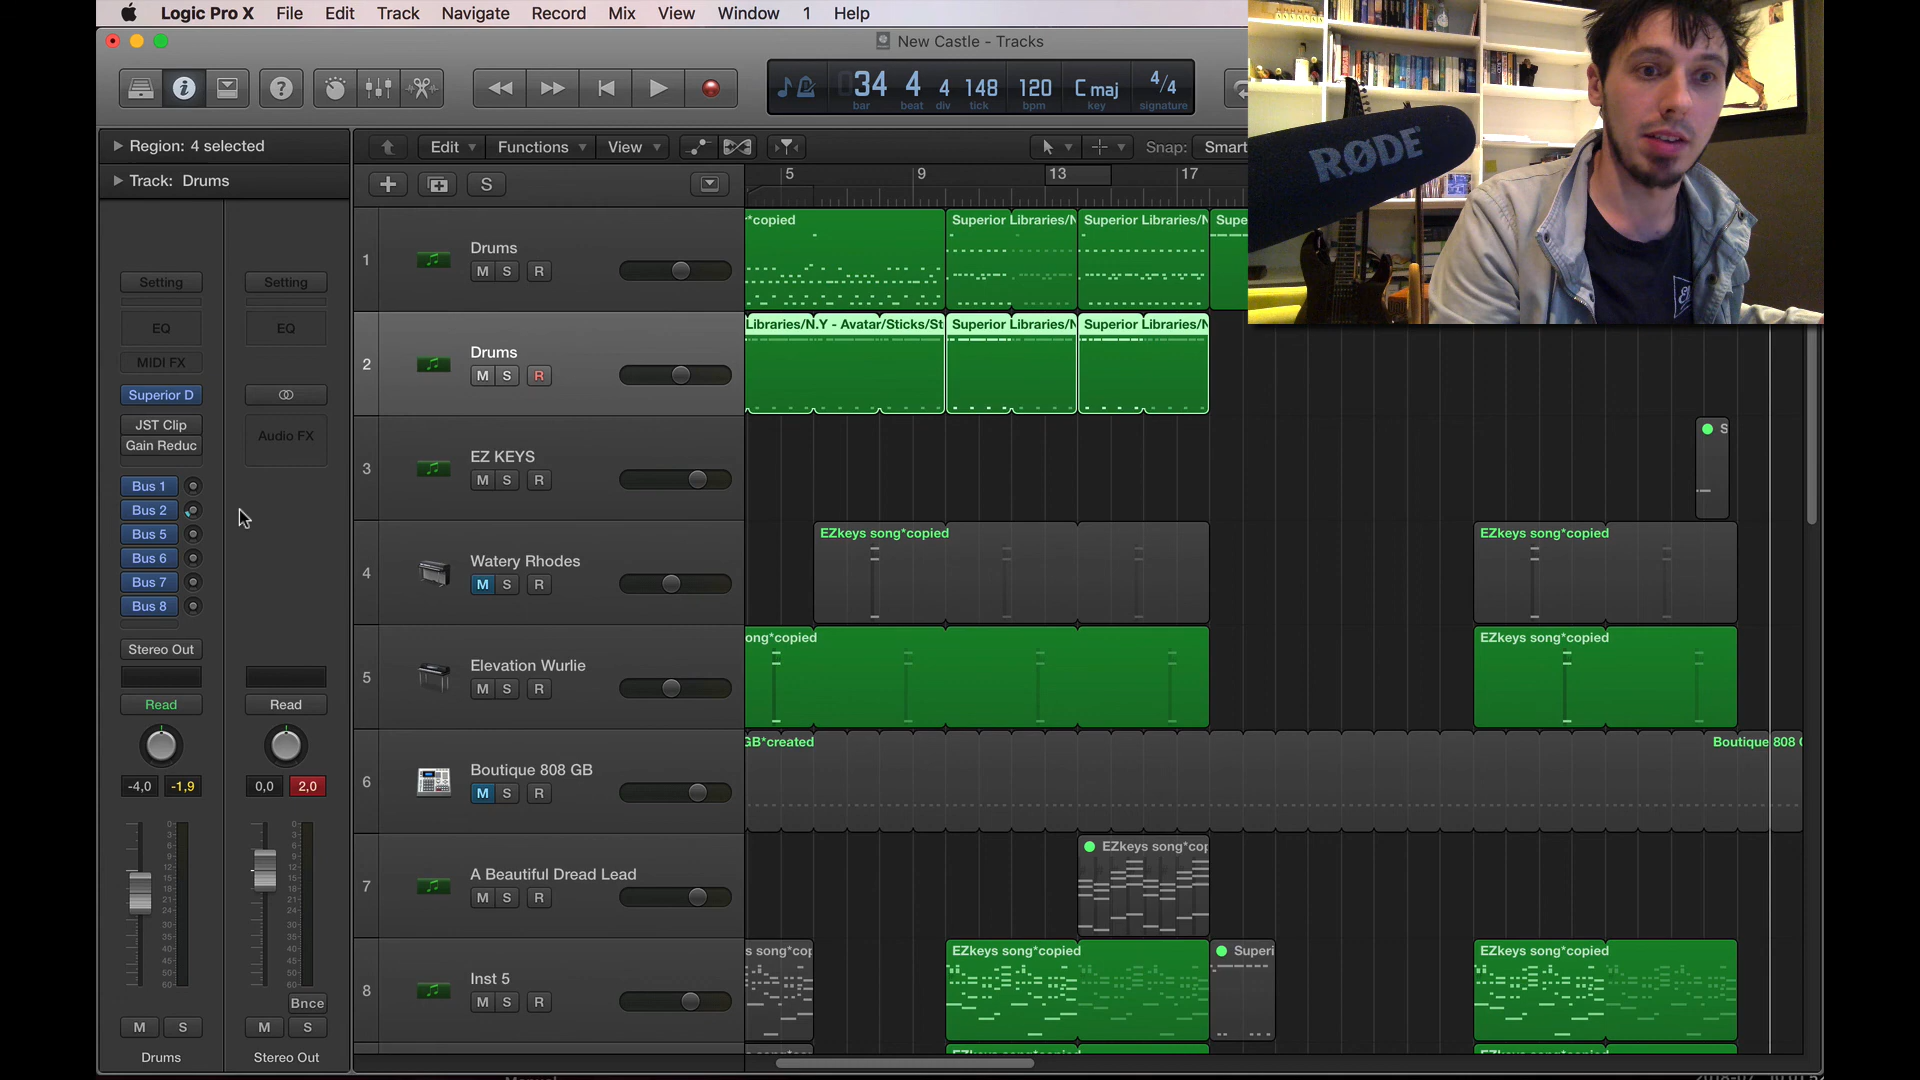 Logic Pro X File Edit Track Navigate Record Mix View Window 1 Help
New Castle - Tracks
34 4 4 148 120 C maj 4/4
bar beat div tick bpm key signature
Region: 4 selected
Track: Drums
Edit Functions View Snap: Smart
S
5 9 13 17
Setting Setting
EQ EQ
MIDI FX
Superior D
JST Clip
Gain Reduc
Audio FX
Bus 1
Bus 2
Bus 5
Bus 6
Bus 7
Bus 8
Stereo Out
Read Read
-4,0 -1,9 0,0 2,0
Bnce
M S M S
Drums Stereo Out
1 Drums
M S R
*copied Superior Libraries/N Superior Libraries/N Supe
2 Drums
M S R
Libraries/N.Y - Avatar/Sticks/St Superior Libraries/N Superior Libraries/N
3 EZ KEYS
M S R
S
4 Watery Rhodes
M S R
EZkeys song*copied EZkeys song*copied
5 Elevation Wurlie
M S R
ong*copied EZkeys song*copied
6 Boutique 808 GB
M S R
GB*created Boutique 808
7 A Beautiful Dread Lead
M S R
EZkeys song*cop
8 Inst 5
M S R
s song*cop EZkeys song*copied Superi EZkeys song*copied
RØDE